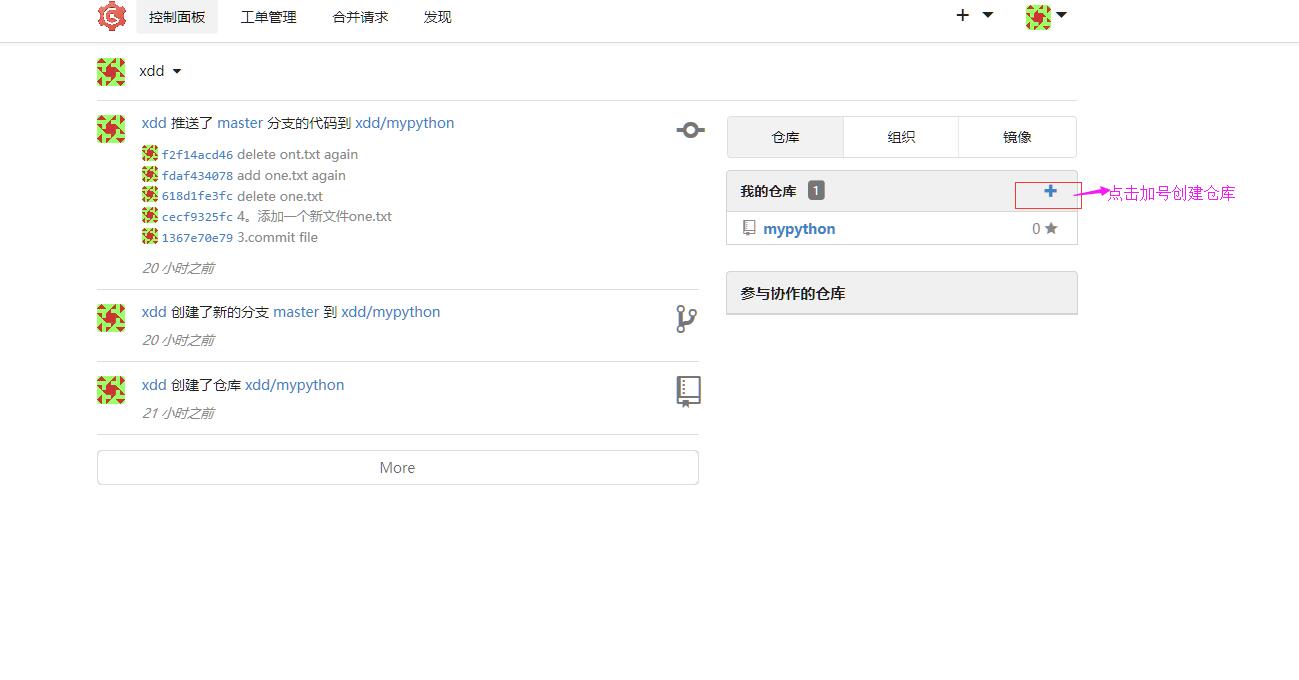 控制面板 工单管理 合并请求 发现
xdd
xdd 推送了 master 分支的代码到 xdd/mypython
f2f14acd46 delete ont.txt again
fdaf434078 add one.txt again
618d1fe3fc delete one.txt
cecf9325fc 4。添加一个新文件one.txt
1367e70e79 3.commit file
20 小时之前
xdd 创建了新的分支 master 到 xdd/mypython
20 小时之前
xdd 创建了仓库 xdd/mypython
21 小时之前
More
仓库 组织 镜像
我的仓库 1
点击加号创建仓库
mypython 0
参与协作的仓库